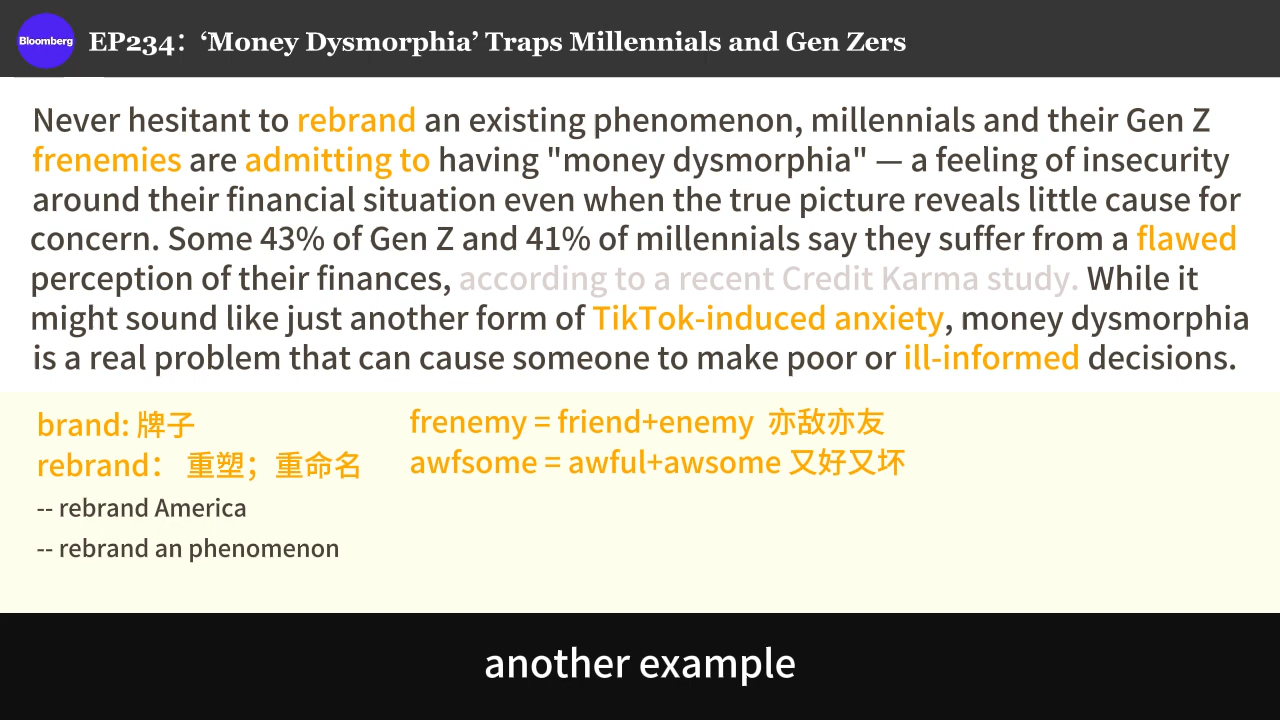 Bloomberg
EP234：‘Money Dysmorphia’ Traps Millennials and Gen Zers
Never hesitant to rebrand an existing phenomenon, millennials and their Gen Z
frenemies are admitting to having "money dysmorphia" — a feeling of insecurity
around their financial situation even when the true picture reveals little cause for
concern. Some 43% of Gen Z and 41% of millennials say they suffer from a flawed
perception of their finances, according to a recent Credit Karma study. While it
might sound like just another form of TikTok-induced anxiety, money dysmorphia
is a real problem that can cause someone to make poor or ill-informed decisions.
brand: 牌子
rebrand： 重塑；重命名
-- rebrand America
-- rebrand an phenomenon
frenemy = friend+enemy 亦敌亦友
awfsome = awful+awsome 又好又坏
another example